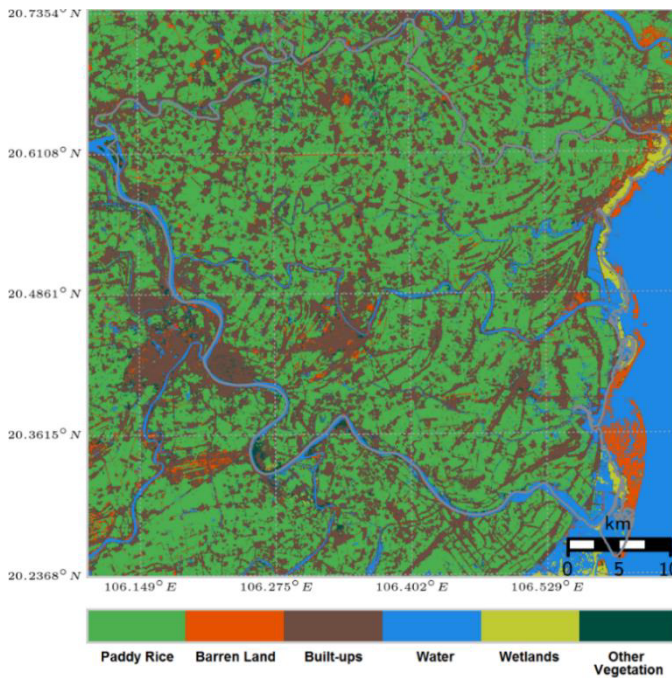 20.7354° N
20.6108° N
20.4861° N
20.3615° N
20.2368° N
km
0 5 10
106.149° E 106.275° E 106.402° E 106.529° E
Paddy Rice Barren Land Built-ups Water Wetlands Other
Vegetation